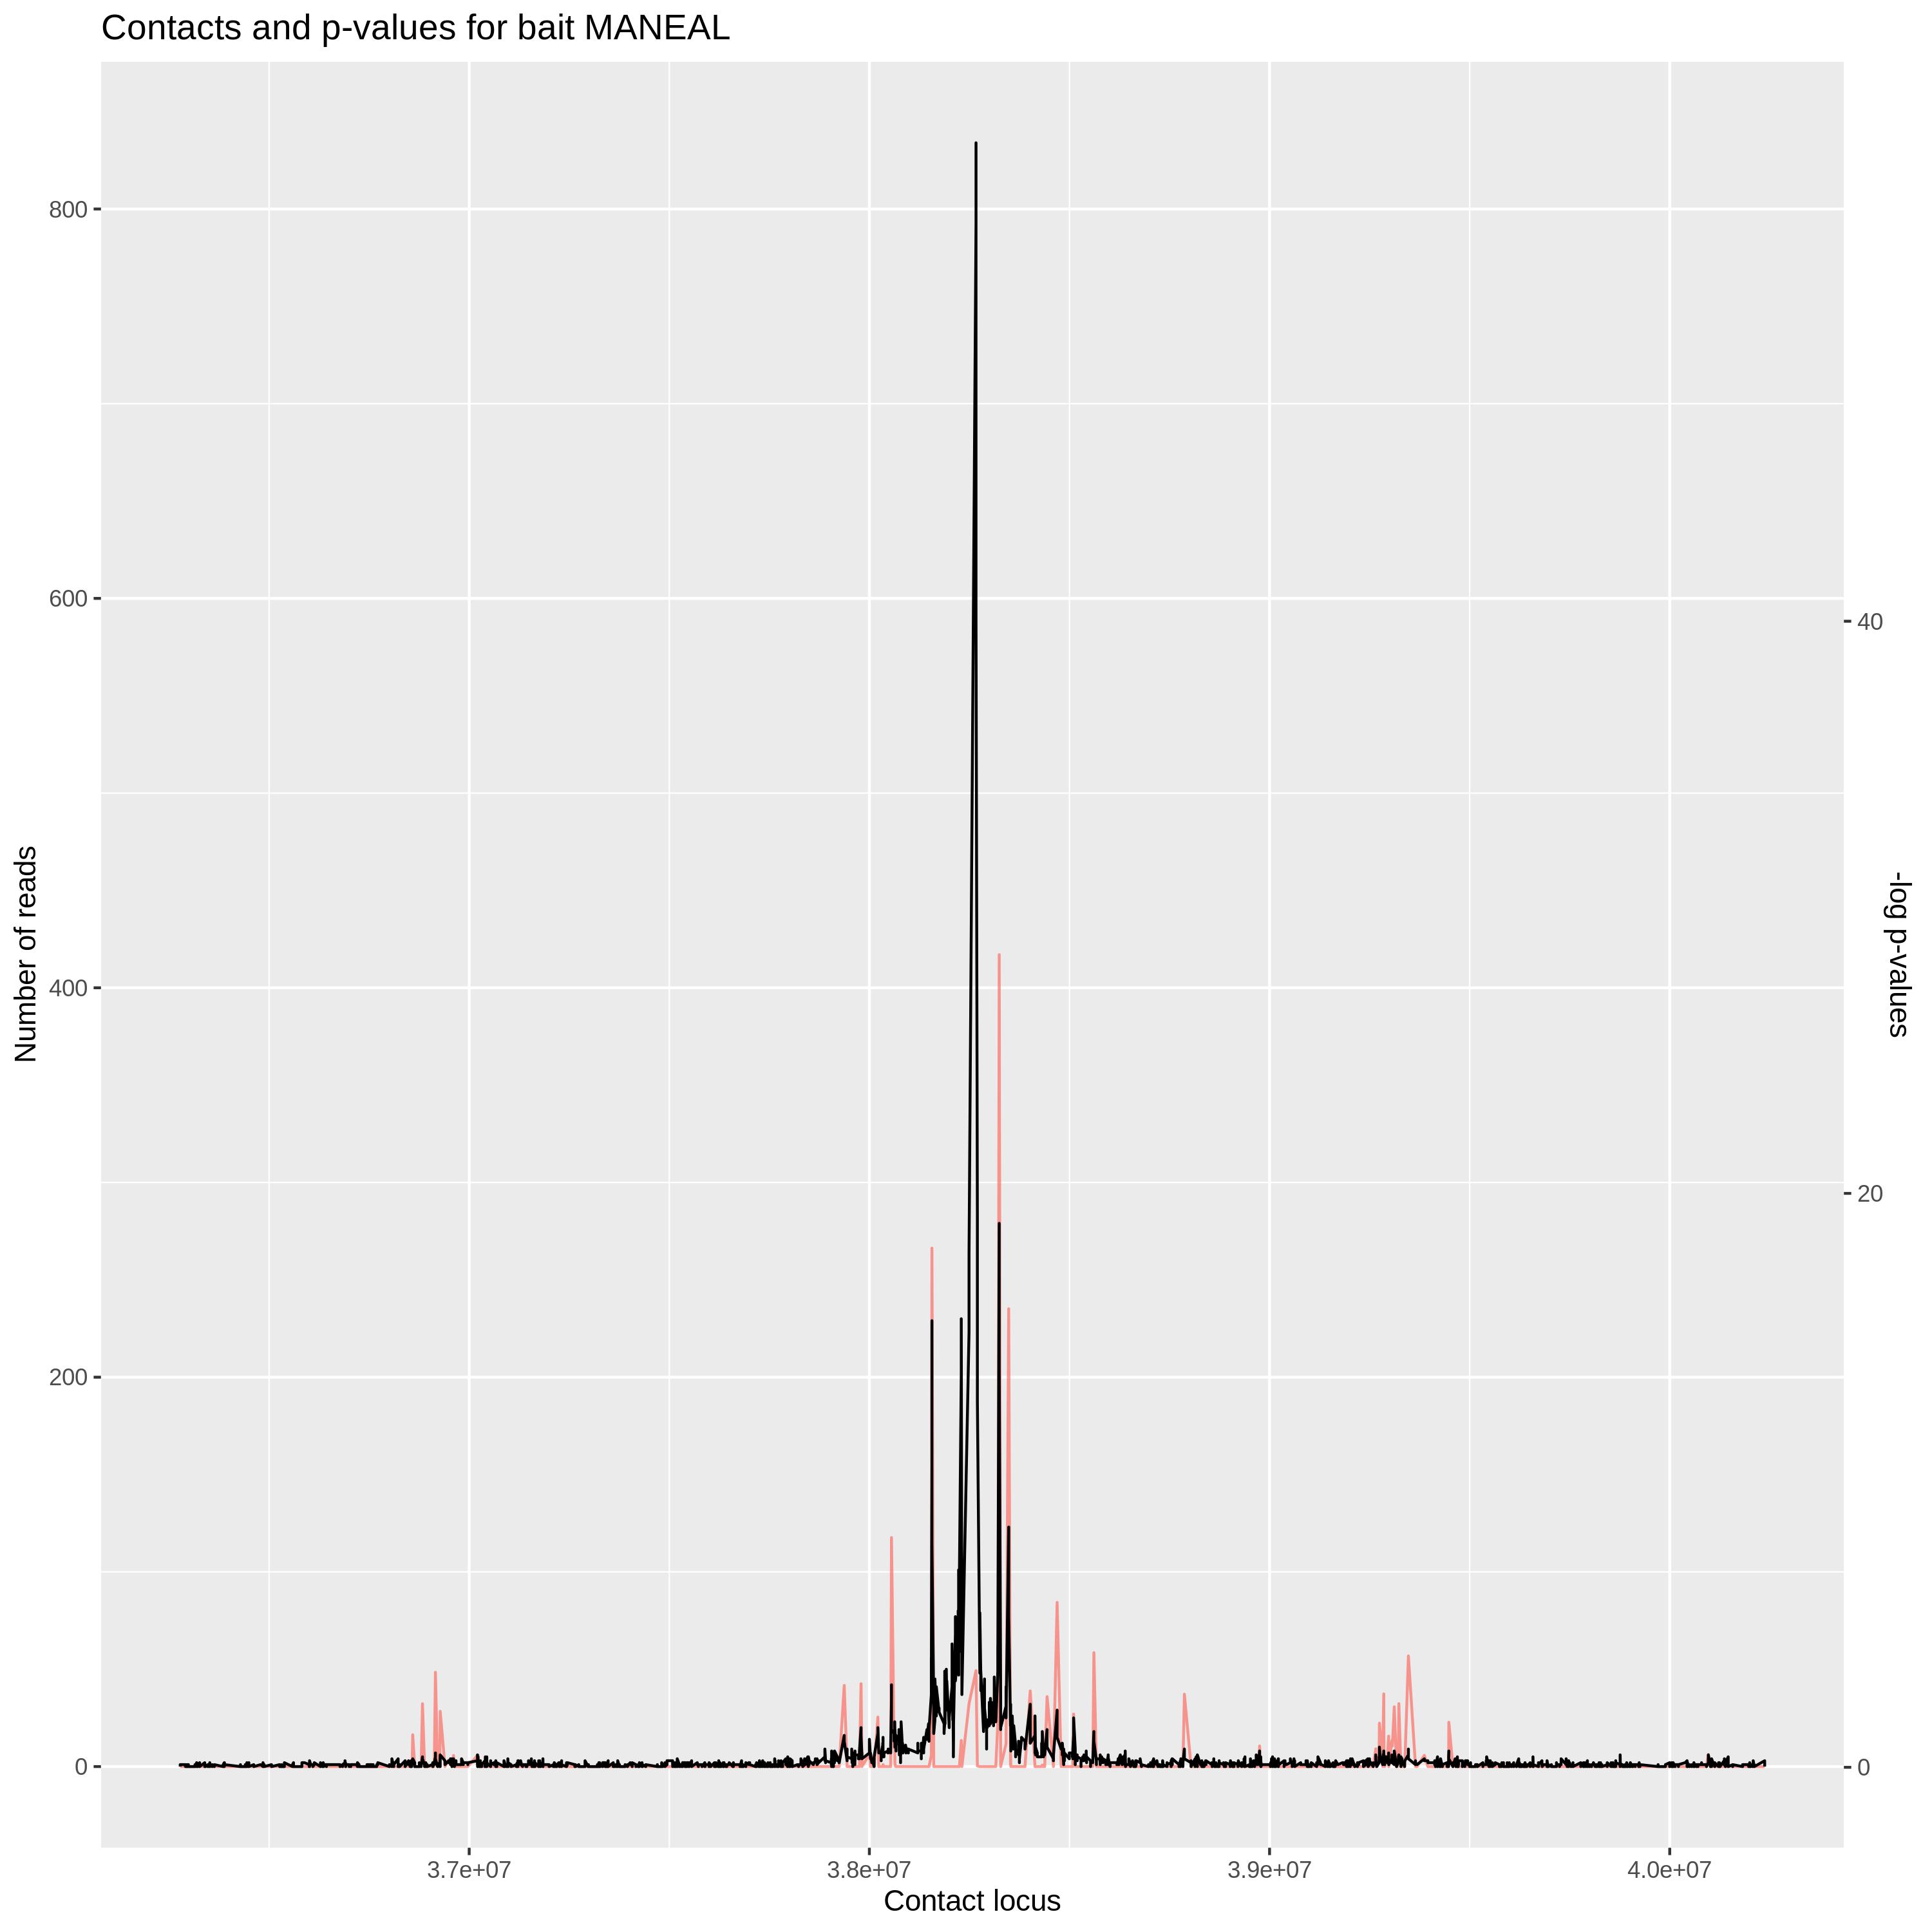 Contacts and p-values for bait MANEAL
Number of reads
800
600
400
200
0
40
20
0
-log p-values
3.7e+07
3.8e+07
3.9e+07
4.0e+07
Contact locus